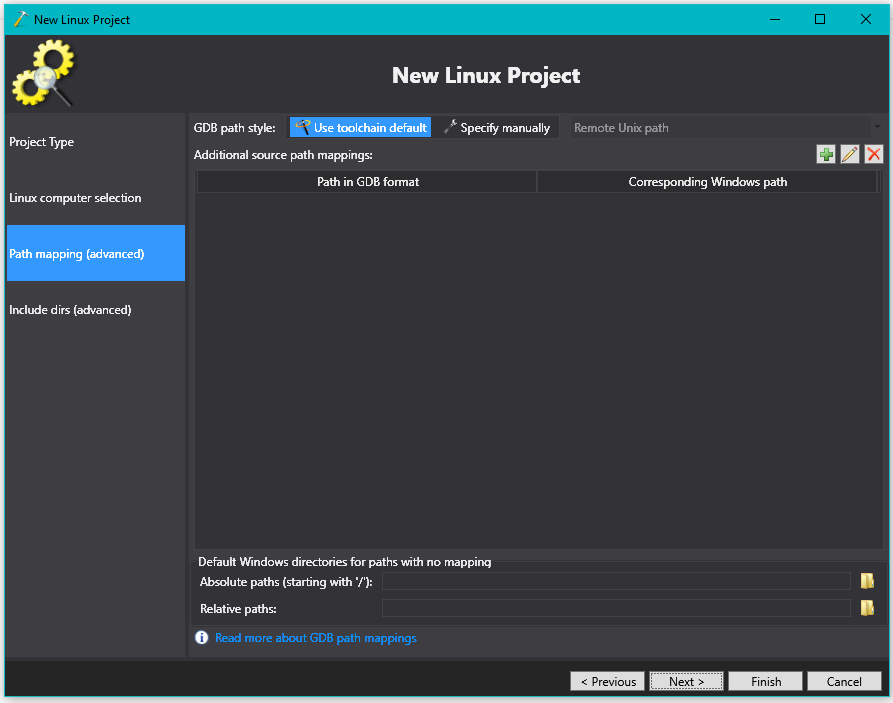 New Linux Project
New Linux Project
Project Type
Linux computer selection
Path mapping (advanced)
Include dirs (advanced)
GDB path style: Use toolchain default Specify manually Remote Unix path
Additional source path mappings:
Path in GDB format Corresponding Windows path
Default Windows directories for paths with no mapping
Absolute paths (starting with '/'):
Relative paths:
Read more about GDB path mappings
< Previous Next > Finish Cancel